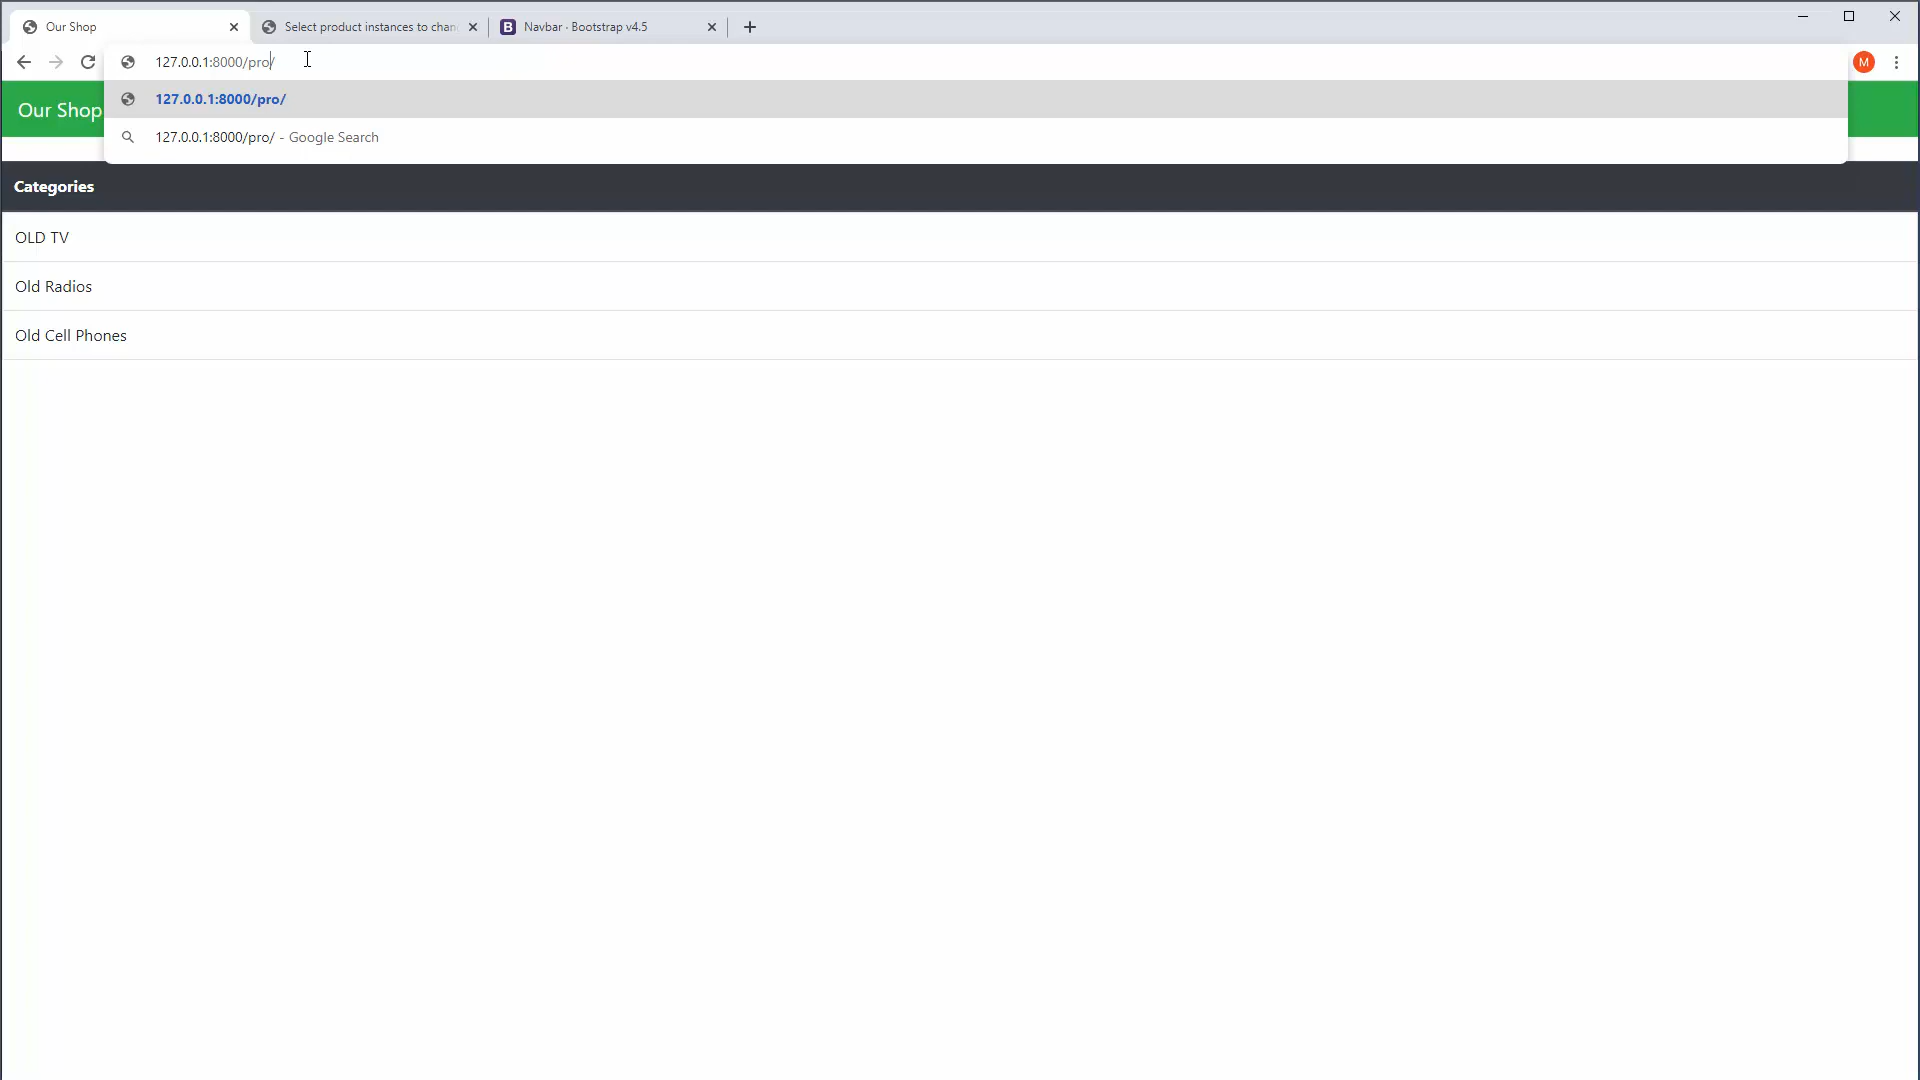 Our Shop
Select product instances to chan
B Navbar · Bootstrap v4.5
127.0.0.1:8000/pro/
M
127.0.0.1:8000/pro/
127.0.0.1:8000/pro/ - Google Search
Our Shop
Categories
OLD TV
Old Radios
Old Cell Phones